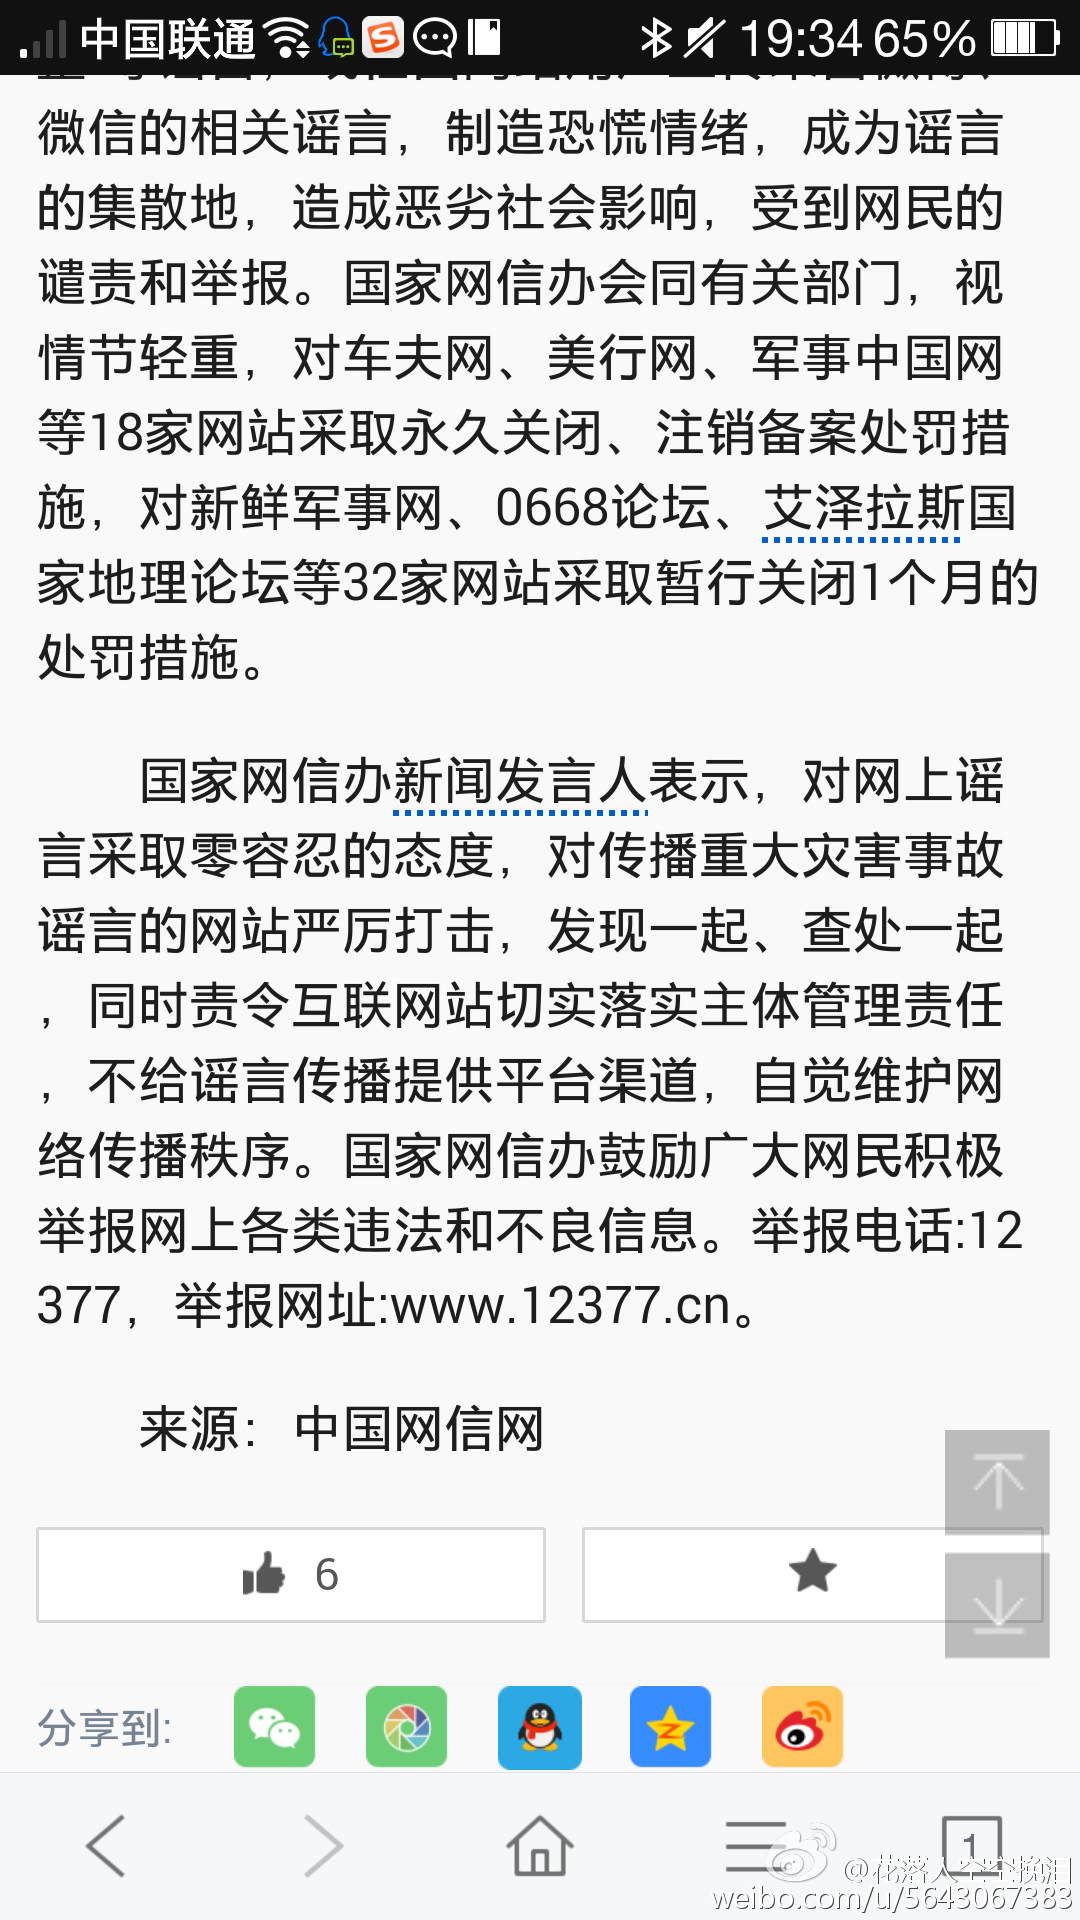 中国联通 19:34 65%
微信的相关谣言，制造恐慌情绪，成为谣言
的集散地，造成恶劣社会影响，受到网民的
谴责和举报。国家网信办会同有关部门，视
情节轻重，对车夫网、美行网、军事中国网
等18家网站采取永久关闭、注销备案处罚措
施，对新鲜军事网、0668论坛、艾泽拉斯国
家地理论坛等32家网站采取暂行关闭1个月的
处罚措施。
国家网信办新闻发言人表示，对网上谣
言采取零容忍的态度，对传播重大灾害事故
谣言的网站严厉打击，发现一起、查处一起
，同时责令互联网站切实落实主体管理责任
，不给谣言传播提供平台渠道，自觉维护网
络传播秩序。国家网信办鼓励广大网民积极
举报网上各类违法和不良信息。举报电话:12
377，举报网址:www.12377.cn。
来源：中国网信网
6
分享到:
1
@花落人空空挽泪
weibo.com/u/5643067383